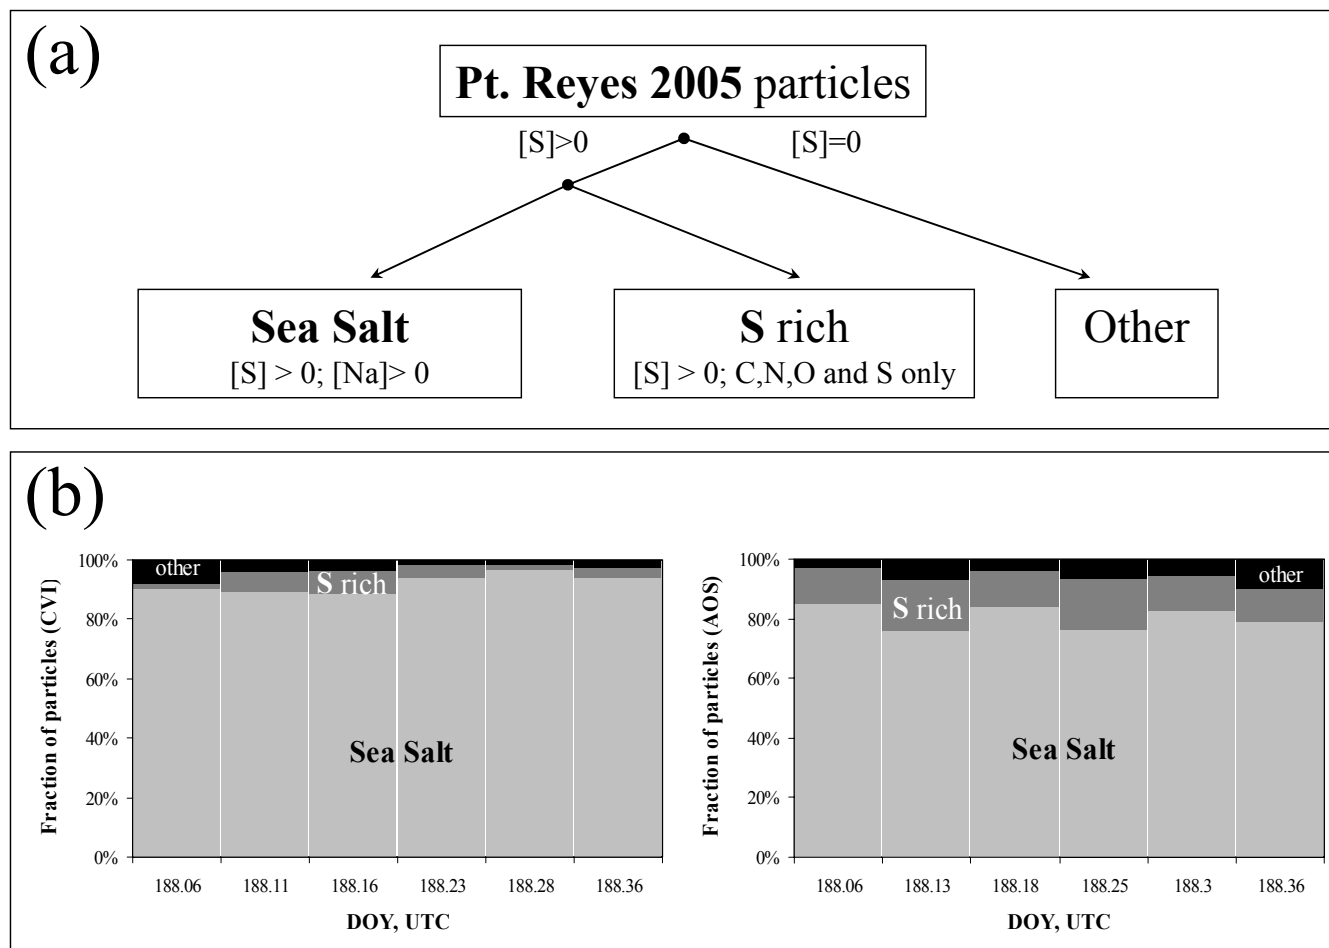 (a)
Pt. Reyes 2005 particles
[S]>0
[S]=0
Sea Salt
[S] > 0; [Na]> 0
S rich
[S] > 0; C,N,O and S only
Other
(b)
Fraction of particles (CVI)
100%
80%
60%
40%
20%
0%
other
S rich
Sea Salt
188.06 188.11 188.16 188.23 188.28 188.36
DOY, UTC
Fraction of particles (AOS)
100%
80%
60%
40%
20%
0%
other
S rich
Sea Salt
188.06 188.13 188.18 188.25 188.3 188.36
DOY, UTC